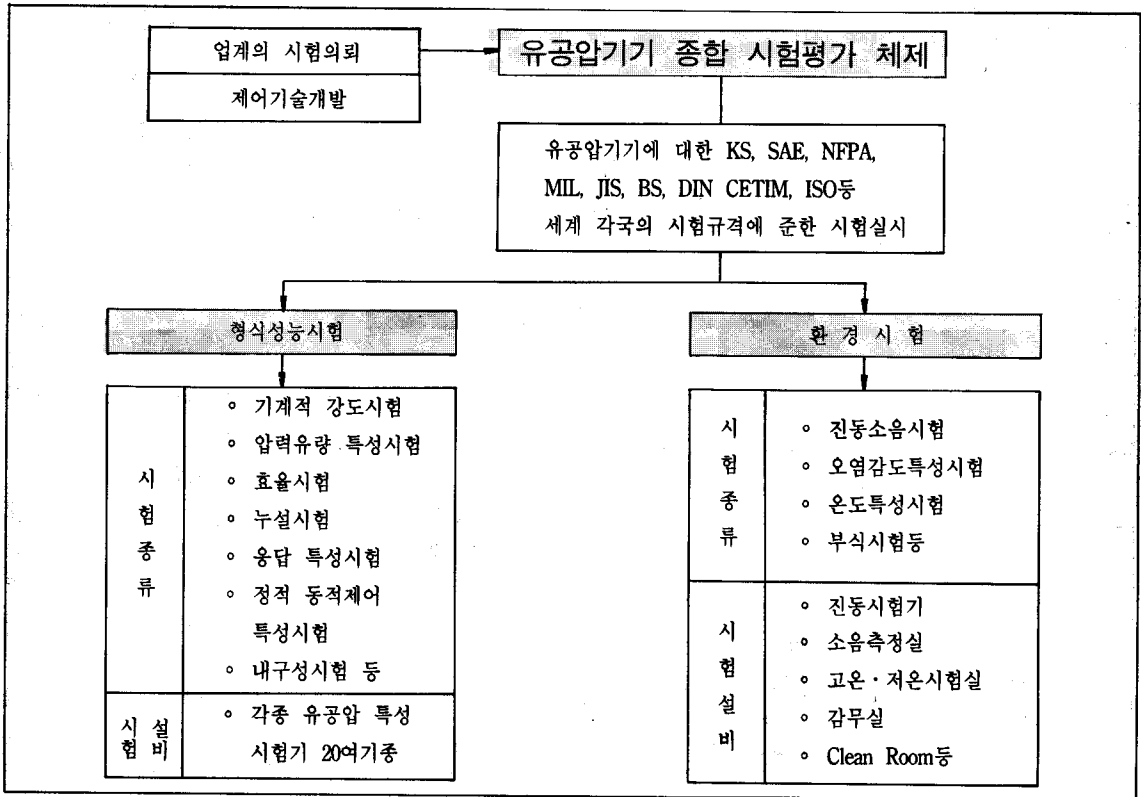 업계의 시험의뢰
제어기술개발
유공압기기 종합 시험평가 체제
유공압기기에 대한 KS, SAE, NFPA,
MIL, JIS, BS, DIN CETIM, ISO등
세계 각국의 시험규격에 준한 시험실시
형식성능시험
시험종류
◦ 기계적 강도시험
◦ 압력유량 특성시험
◦ 효율시험
◦ 누설시험
◦ 응답 특성시험
◦ 정적 동적제어
특성시험
◦ 내구성시험 등
시험설비
◦ 각종 유공압 특성
시험기 20여기종
환경시험
시험종류
◦ 진동소음시험
◦ 오염감도특성시험
◦ 온도특성시험
◦ 부식시험등
시험설비
◦ 진동시험기
◦ 소음측정실
◦ 고온·저온시험실
◦ 감무실
◦ Clean Room등